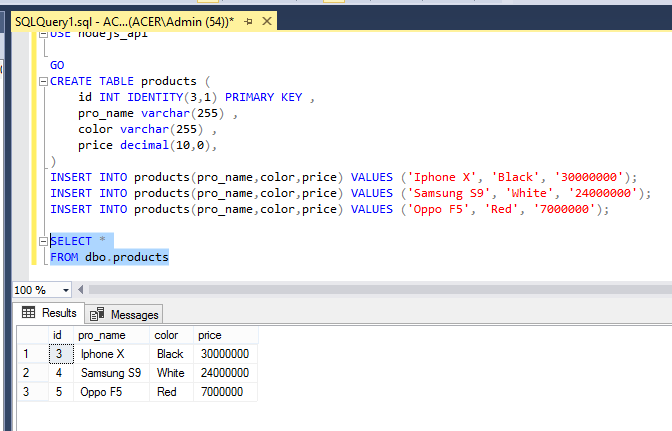 SQLQuery1.sql - AC...(ACER\Admin (54))*
USE nodejs_api
GO
CREATE TABLE products (
id INT IDENTITY(3,1) PRIMARY KEY ,
pro_name varchar(255) ,
color varchar(255) ,
price decimal(10,0),
)
INSERT INTO products(pro_name,color,price) VALUES ('Iphone X', 'Black', '30000000');
INSERT INTO products(pro_name,color,price) VALUES ('Samsung S9', 'White', '24000000');
INSERT INTO products(pro_name,color,price) VALUES ('Oppo F5', 'Red', '7000000');
SELECT *
FROM dbo.products
100 %
Results Messages
id pro_name color price
1 3 Iphone X Black 30000000
2 4 Samsung S9 White 24000000
3 5 Oppo F5 Red 7000000